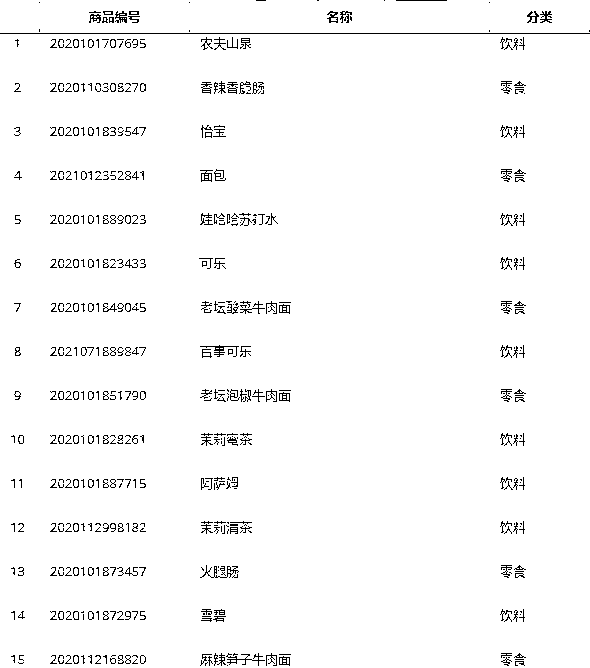 商品编号 名称 分类
1 2020101707695 农夫山泉 饮料
2 2020110308270 香辣香脆肠 零食
3 2020101839547 怡宝 饮料
4 2021012352841 面包 零食
5 2020101889023 娃哈哈苏打水 饮料
6 2020101823433 可乐 饮料
7 2020101849045 老坛酸菜牛肉面 零食
8 2021071889847 百事可乐 饮料
9 2020101851790 老坛泡椒牛肉面 零食
10 2020101828261 茉莉蜜茶 饮料
11 2020101887715 阿萨姆 饮料
12 2020112998182 茉莉清茶 饮料
13 2020101873457 火腿肠 零食
14 2020101872975 雪碧 饮料
15 2020112168820 麻辣笋子牛肉面 零食